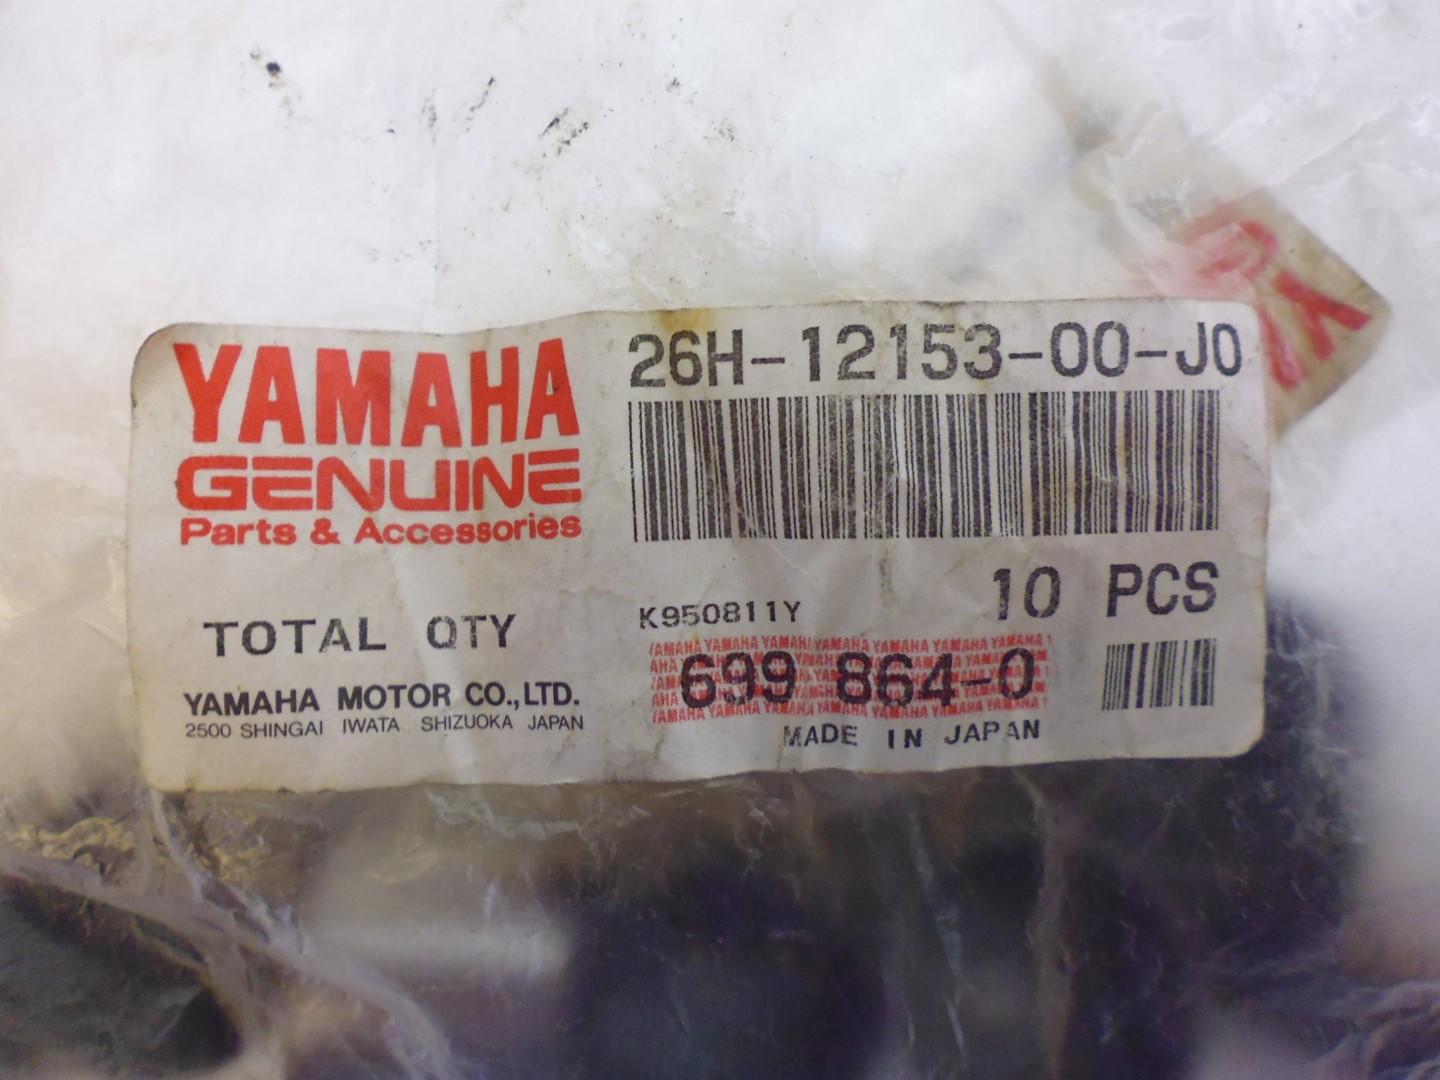 YAMAHA
GENUINE
Parts & Accessories
26H-12153-00-J0
10 PCS
TOTAL QTY
K950811Y
YAMAHA MOTOR CO.,LTD.
2500 SHINGAI IWATA SHIZUOKA JAPAN
699 864-0
MADE IN JAPAN